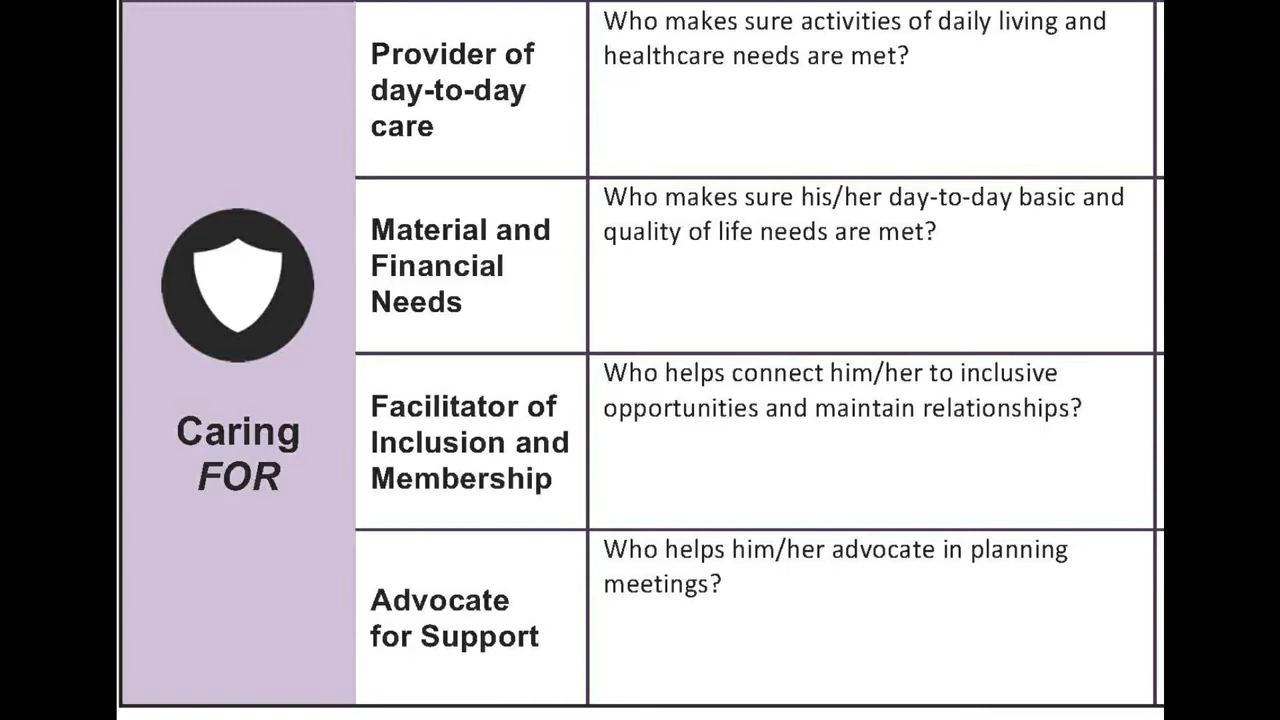 Caring
FOR
Provider of
day-to-day
care
Who makes sure activities of daily living and
healthcare needs are met?
Material and
Financial
Needs
Who makes sure his/her day-to-day basic and
quality of life needs are met?
Facilitator of
Inclusion and
Membership
Who helps connect him/her to inclusive
opportunities and maintain relationships?
Advocate
for Support
Who helps him/her advocate in planning
meetings?